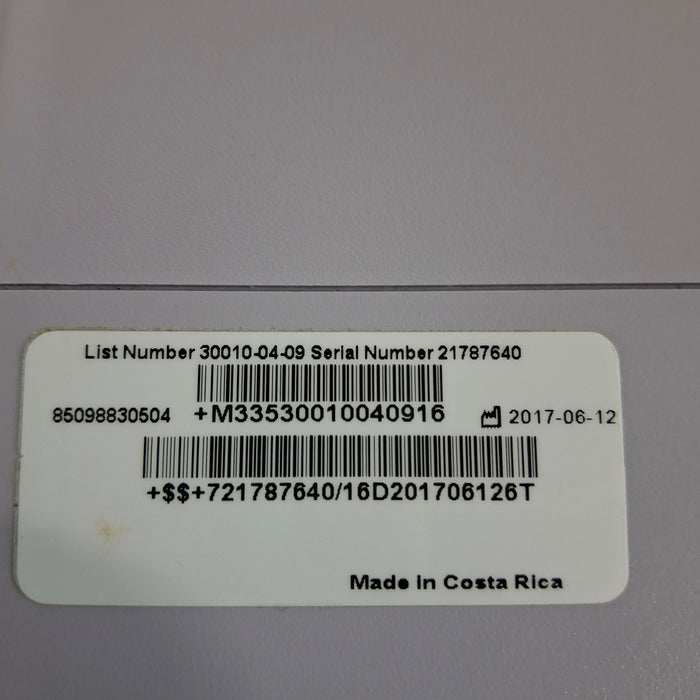 List Number 30010-04-09 Serial Number 21787640
85098830504 +M33530010040916 2017-06-12
+$$+721787640/16D201706126T
Made in Costa Rica